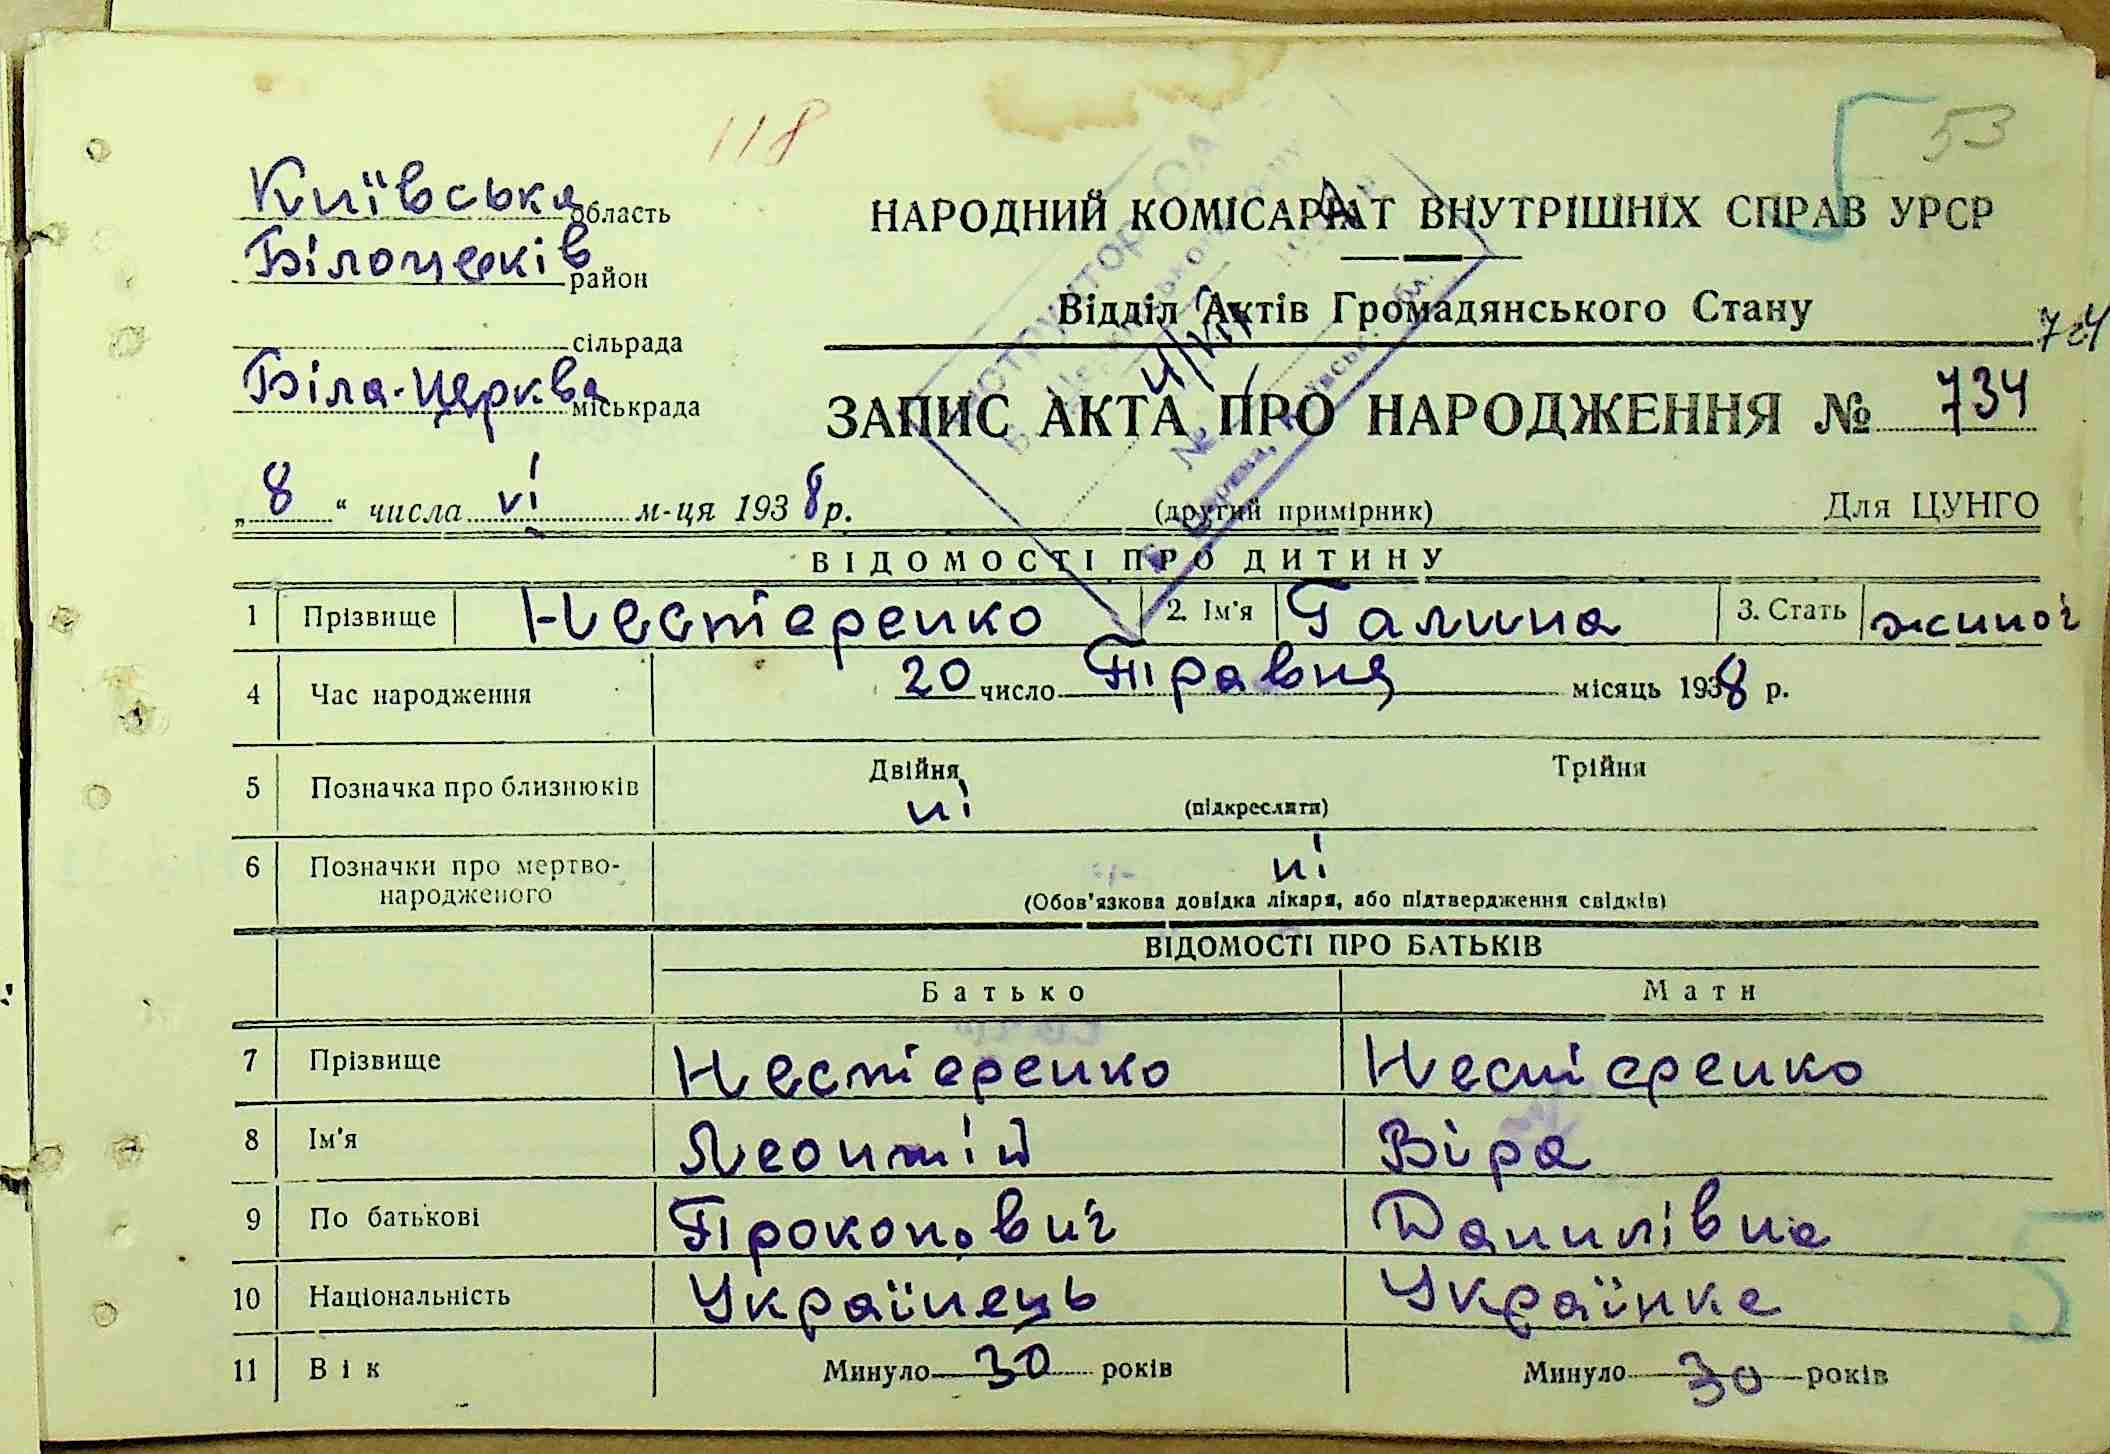 118
53
Київська область
Білоцерків район
сільрада
Біла-Церква міськрада
НАРОДНИЙ КОМІСАРІАТ ВНУТРІШНІХ СПРАВ УРСР
Відділ Актів Громадянського Стану
ЗАПИС АКТА ПРО НАРОДЖЕННЯ № 734
„8“ числа VI м-ця 1938 р. (другий примірник) Для ЦУНГО
ВІДОМОСТІ ПРО ДИТИНУ
1 Прізвище Нестеренко 2. Ім'я Галина 3. Стать жіноч
4 Час народження 20 число Травня місяць 1938 р.
5 Позначка про близнюків Двійня Трійня
ні (підкреслити)
6 Позначки про мертво-
народженого ні
(Обов'язкова довідка лікаря, або підтвердження свідків)
ВІДОМОСТІ ПРО БАТЬКІВ
Батько Мати
7 Прізвище Нестеренко Нестеренко
8 Ім'я Леонтій Віра
9 По батькові Прокопович Данилівна
10 Національність Українець Українка
11 Вік Минуло 30 років Минуло 30 років
5